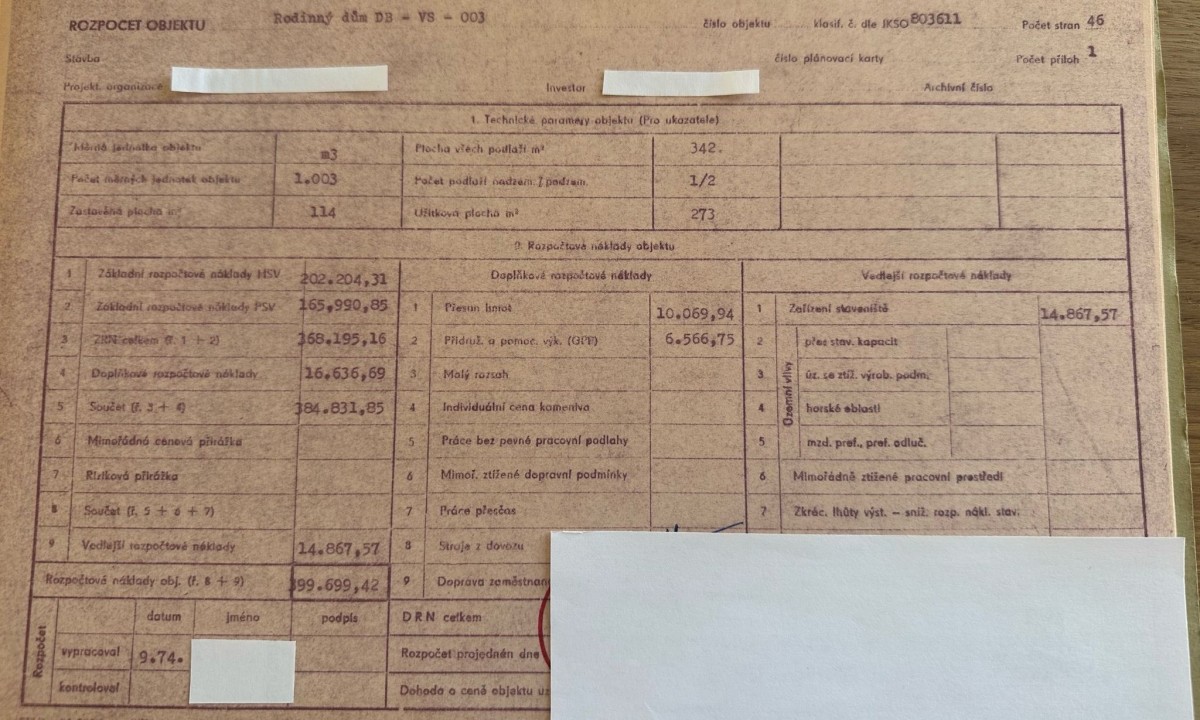 ROZPOCET OBJEKTU Rodinný dům DB - VS - 003 číslo objektu klasif. č. dle JKSO 803611 Počet stran 46
Stavba číslo plánovací karty Počet příloh 1
Projekt. organizace Investor Archivní číslo
1. Technické parametry objektu (Pro ukazatele)
Měrná jednotka objektu m3 Plocha všech podlaží m² 342.
Počet měrných jednotek objektu 1.003 Počet podlaží nadzem./podzem. 1/2
Zastavěná plocha m² 114 Užitková plocha m² 273
2. Rozpočtové náklady objektu
1 Základní rozpočtové náklady HSV 202.204,31 Doplňkové rozpočtové náklady Vedlejší rozpočtové náklady
2 Základní rozpočtové náklady PSV 165,990,85 1 Přesun hmot 10.069,94 1 Zařízení staveniště 14.867,57
3 ZRN celkem (ř. 1 + 2) 368.195,16 2 Přidruž. a pomoc. výk. (GPP) 6.566,75 2 přes stav. kapacit
4 Doplňkové rozpočtové náklady 16.636,69 3 Malý rozsah Územní vlivy 3 úz. se ztíž. výrob. podm.
5 Součet (ř. 3 + 4) 384.831,85 4 Individuální cena kameniva 4 horské oblasti
6 Mimořádná cenová přirážka 5 Práce bez pevné pracovní podlahy 5 mzd. pref., pref. odluč.
7 Riziková přirážka 6 Mimoř. ztížené dopravní podmínky 6 Mimořádně ztížené pracovní prostředí
8 Součet (ř. 5 + 6 + 7) 7 Práce přesčas 7 Zkrác. lhůty výst. – sníž. rozp. nákl. stav.
9 Vedlejší rozpočtové náklady 14.867,57 8 Stroje z dovozu
Rozpočtové náklady obj. (ř. 8 + 9) 399.699,42 9 Doprava zaměstnan
Rozpočet datum jméno podpis DRN celkem
vypracoval 9.74. Rozpočet projednán dne
kontroloval Dohoda o ceně objektu uz